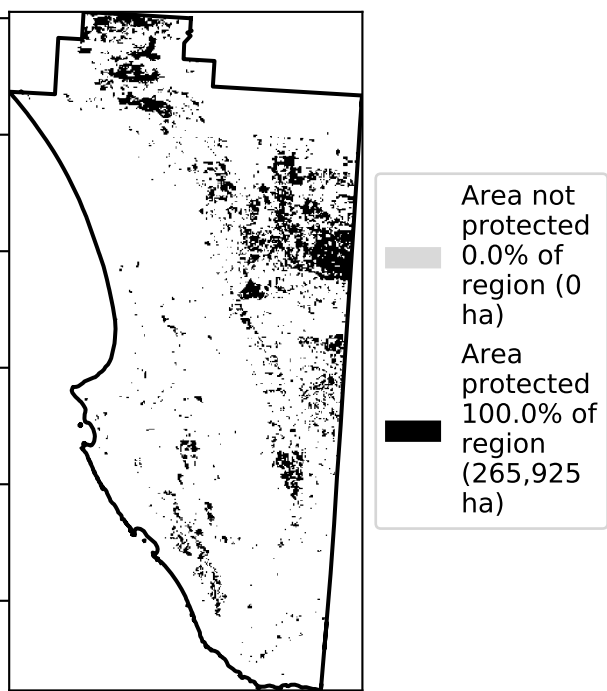 Area not
protected
0.0% of
region (0
ha)
Area
protected
100.0% of
region
(265,925
ha)